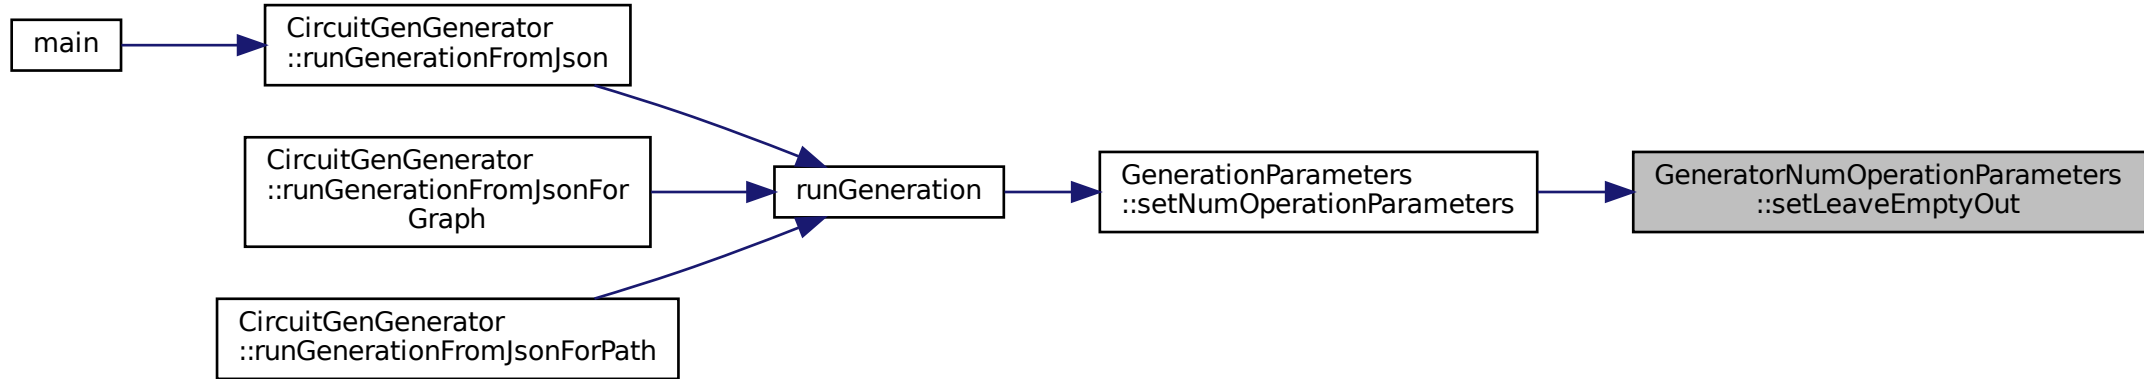 main
CircuitGenGenerator
::runGenerationFromJson
CircuitGenGenerator
::runGenerationFromJsonFor
Graph
CircuitGenGenerator
::runGenerationFromJsonForPath
runGeneration
GenerationParameters
::setNumOperationParameters
GeneratorNumOperationParameters
::setLeaveEmptyOut